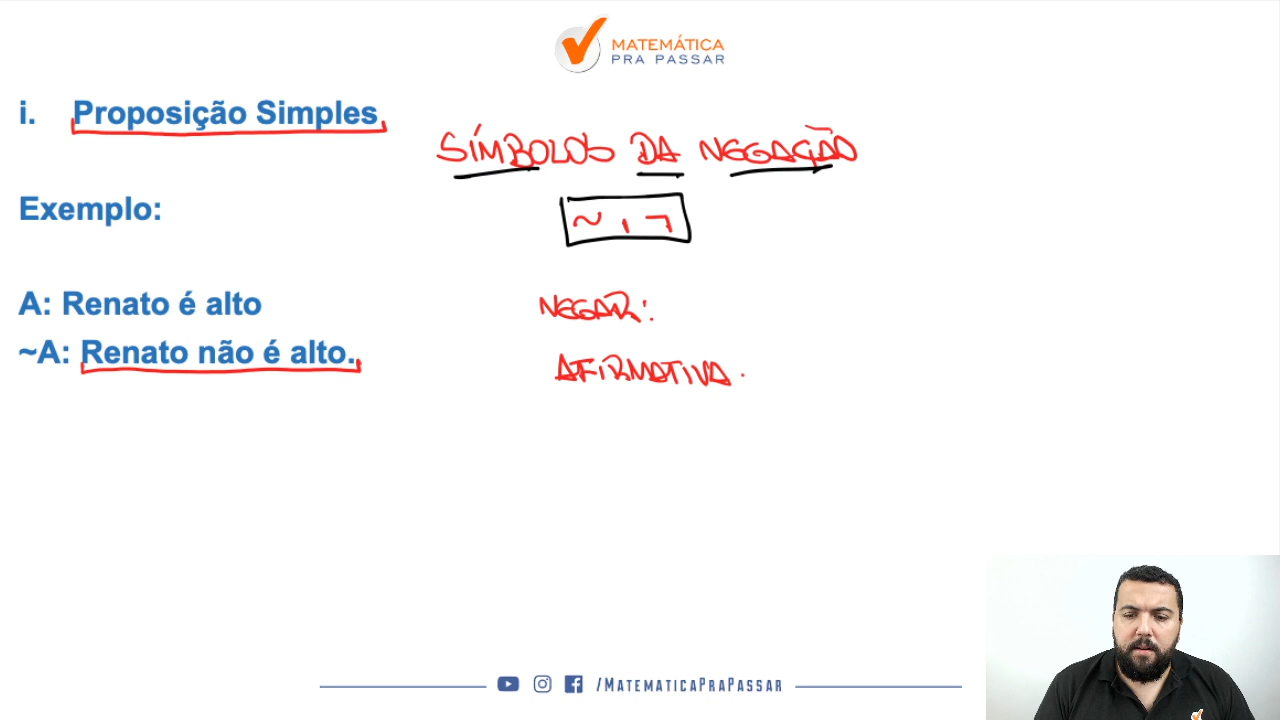 MATEMÁTICA
PRA PASSAR
i. Proposição Simples
SÍMBOLOS DA NEGAÇÃO
Exemplo:
~ , ¬
A: Renato é alto
NEGAR:
~A: Renato não é alto.
AFIRMATIVA.
/MATEMATICAPRAPASSAR